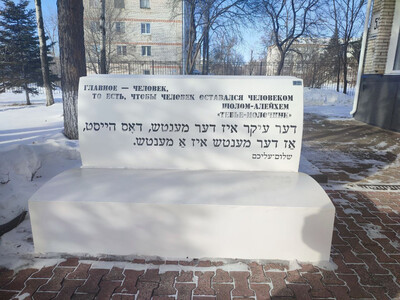 ГЛАВНОЕ — ЧЕЛОВЕК,
ТО ЕСТЬ, ЧТОБЫ ЧЕЛОВЕК ОСТАВАЛСЯ ЧЕЛОВЕКОМ
ШОЛОМ-АЛЕЙХЕМ
«ТЕВЬЕ-МОЛОЧНИК»
דער עיקר איז דער מענטש, דאָס הייסט,
אַז דער מענטש איז אַ מענטש.
שלום־עליכם